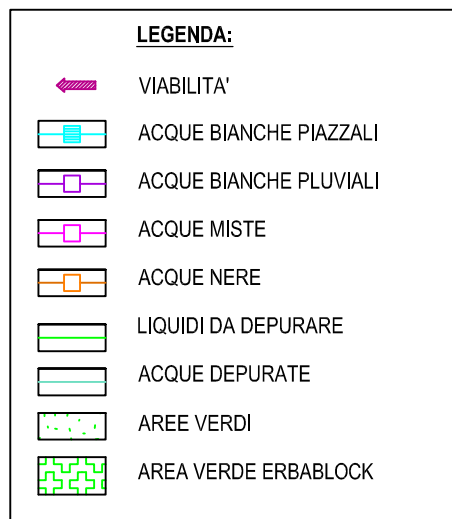 LEGENDA:
VIABILITA'
ACQUE BIANCHE PIAZZALI
ACQUE BIANCHE PLUVIALI
ACQUE MISTE
ACQUE NERE
LIQUIDI DA DEPURARE
ACQUE DEPURATE
AREE VERDI
AREA VERDE ERBABLOCK